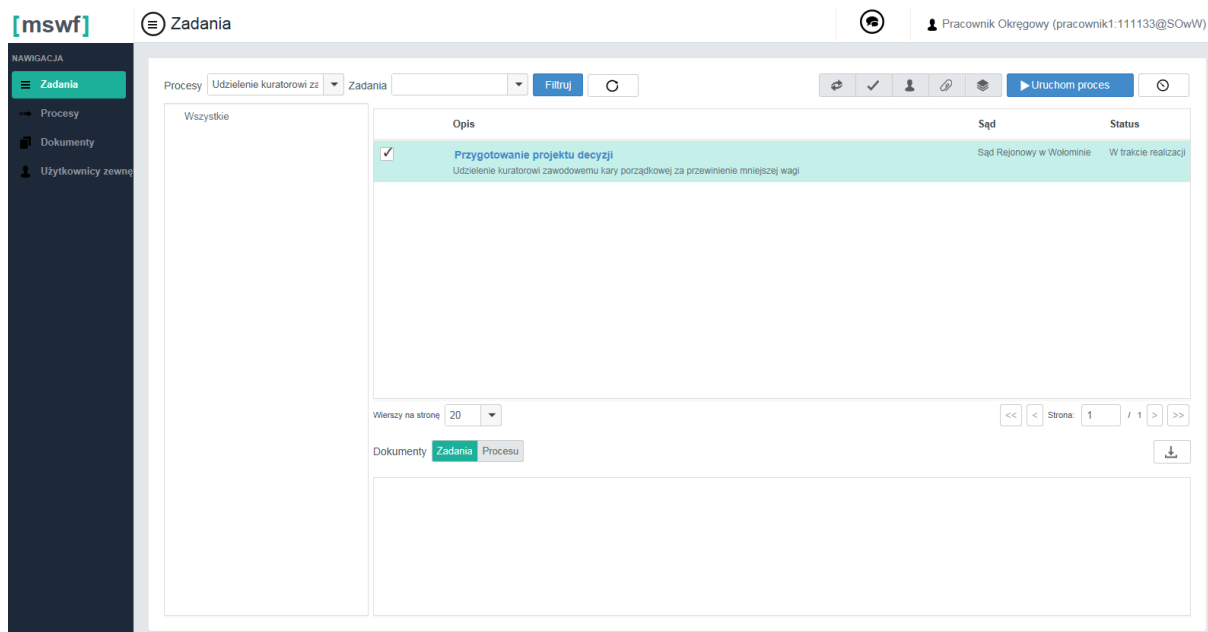 [mswf]
Zadania
Pracownik Okręgowy (pracownik1:111133@SOwW)
NAWIGACJA
Zadania
Procesy
Dokumenty
Użytkownicy zewnę
Procesy Udzielenie kuratorowi za Zadania Filtruj Uruchom proces
Wszystkie
Opis Sąd Status
Przygotowanie projektu decyzji Sąd Rejonowy w Wołominie W trakcie realizacji
Udzielenie kuratorowi zawodowemu kary porządkowej za przewinienie mniejszej wagi
Wierszy na stronę 20 << < Strona: 1 / 1 > >>
Dokumenty Zadania Procesu